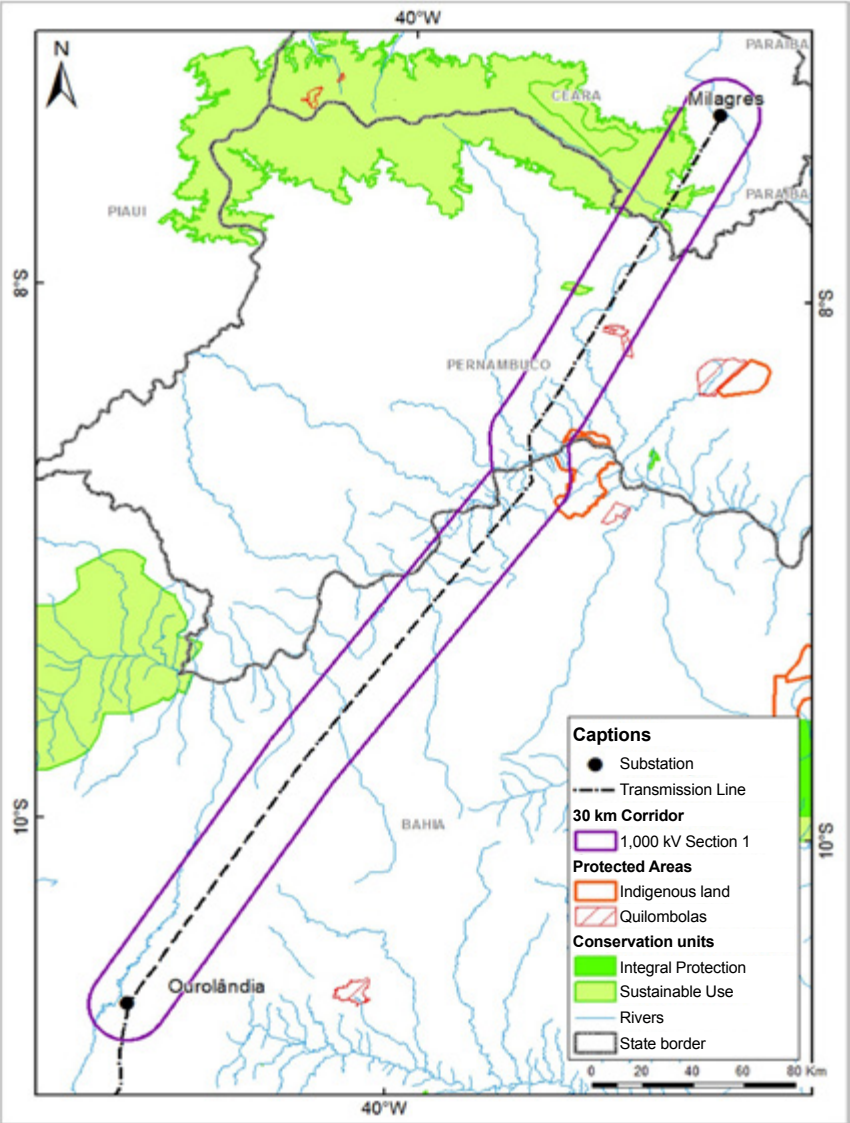 40°W
N
PARAIBA
CEARA
Milagres
PIAUI
PARAIBA
8°S
8°S
PERNAMBUCO
10°S
10°S
BAHIA
Ourolândia
Captions
Substation
Transmission Line
30 km Corridor
1,000 kV Section 1
Protected Areas
Indigenous land
Quilombolas
Conservation units
Integral Protection
Sustainable Use
Rivers
State border
0 20 40 60 80 Km
40°W